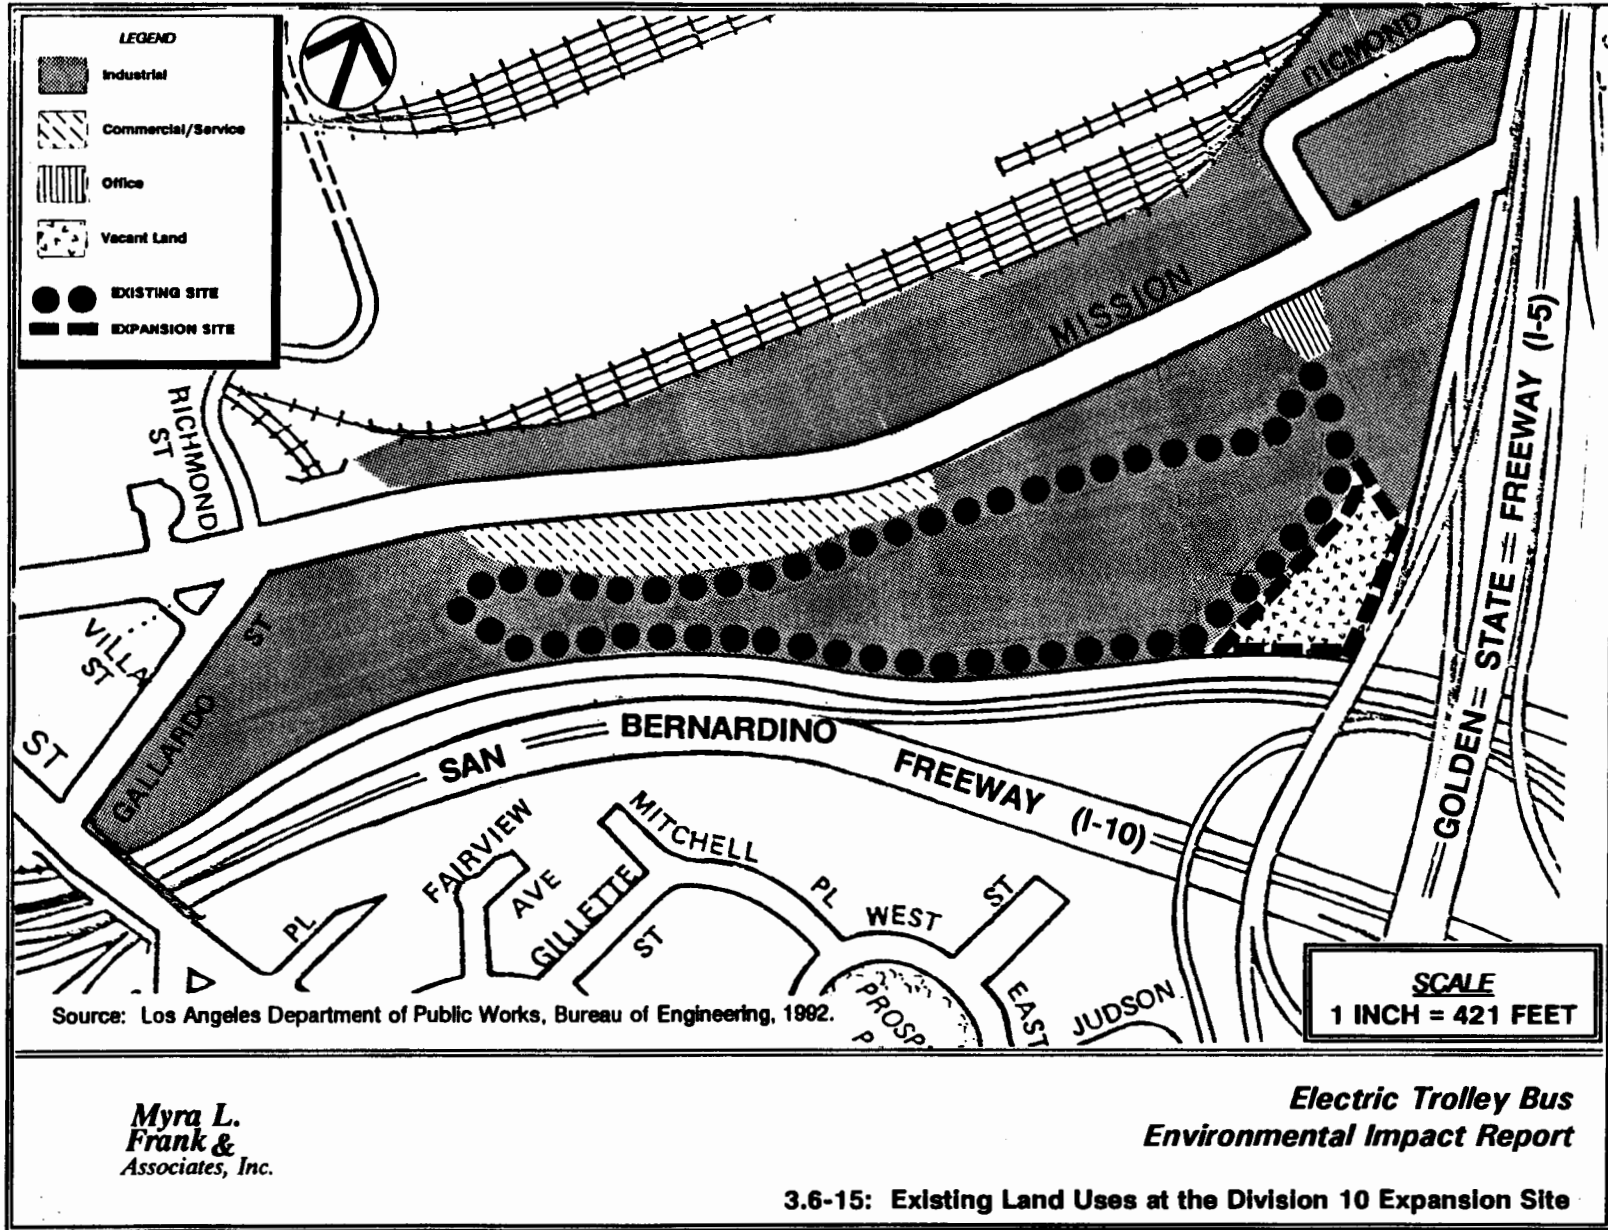 LEGEND
Industrial
Commercial/Service
Office
Vacant Land
EXISTING SITE
EXPANSION SITE
RICMOND
MISSION
RICHMOND
ST
GOLDEN STATE FREEWAY (I-5)
VILLA
ST
ST
GALLARDO
ST
SAN BERNARDINO FREEWAY (I-10)
FAIRVIEW
AVE
MITCHELL
PL
GILLETTE
ST
PL
WEST
ST
EAST
JUDSON
PROSP
P
SCALE
1 INCH = 421 FEET
Source: Los Angeles Department of Public Works, Bureau of Engineering, 1992.
Myra L.
Frank &
Associates, Inc.
Electric Trolley Bus
Environmental Impact Report
3.6-15: Existing Land Uses at the Division 10 Expansion Site